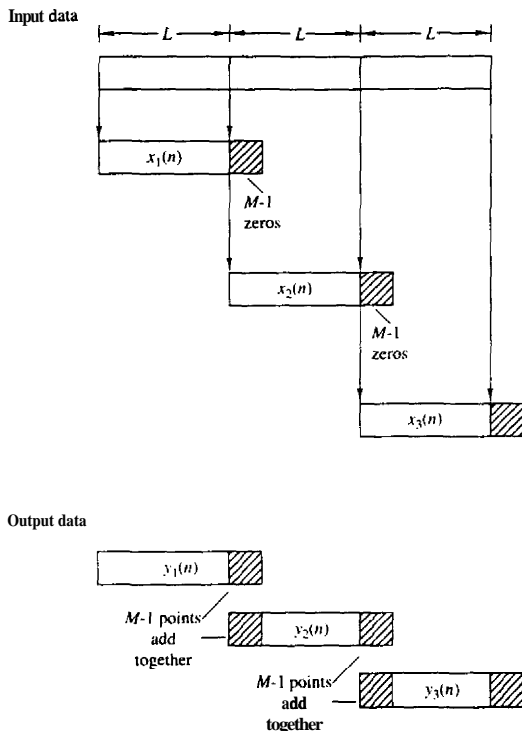 Input data
L L L
x₁(n)
M-1
zeros
x₂(n)
M-1
zeros
x₃(n)
Output data
y₁(n)
M-1 points
add
together
y₂(n)
M-1 points
add
together
y₃(n)